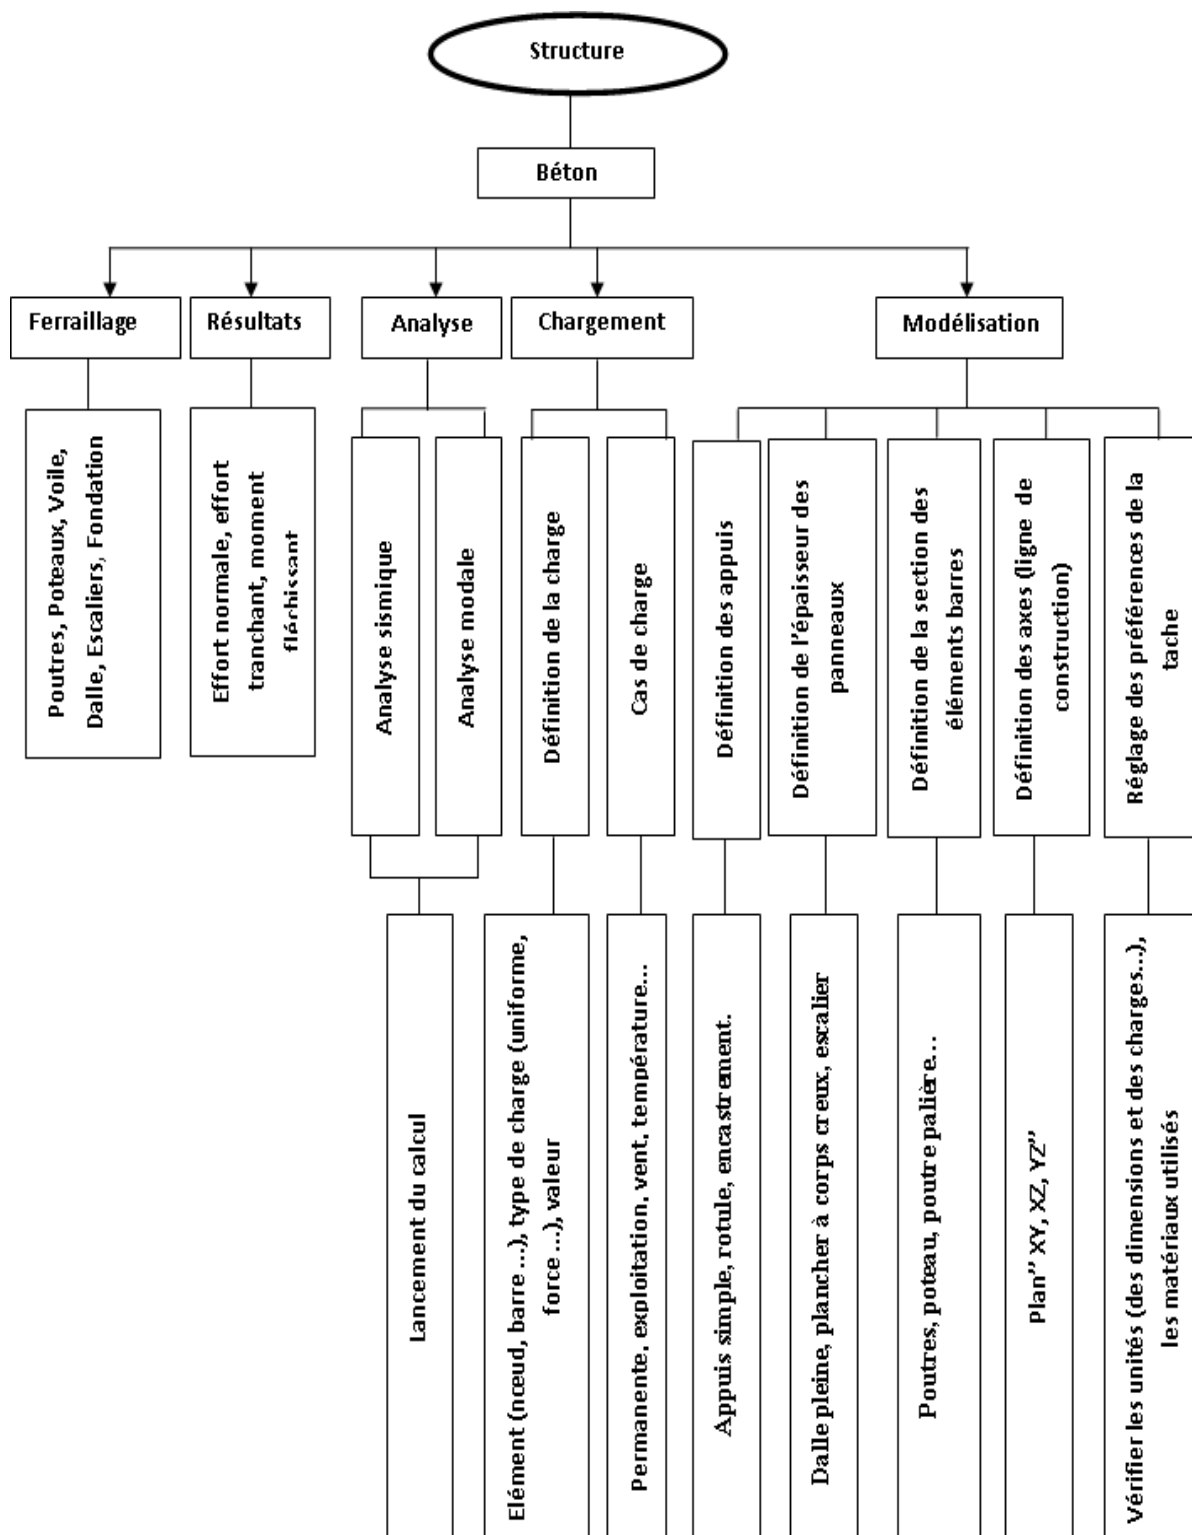 Structure
Béton
Ferraillage
Résultats
Analyse
Chargement
Modélisation
Poutres, Poteaux, Voile,
Dalle, Escaliers, Fondation
Effort normale, effort
tranchant, moment
fléchissant
Analyse sismique
Analyse modale
Définition de la charge
Cas de charge
Définition des appuis
Définition de l'épaisseur des
panneaux
Définition de la section des
éléments barres
Définition des axes (ligne de
construction)
Réglage des préférences de la
tache
Lancement du calcul
Elément (nœud, barre ...), type de charge (uniforme,
force ...), valeur
Permanente, exploitation, vent, température...
Appuis simple, rotule, encastrement.
Dalle pleine, plancher à corps creux, escalier
Poutres, poteau, poutre palière...
Plan” XY, XZ, YZ”
Vérifier les unités (des dimensions et des charges...),
les matériaux utilisés